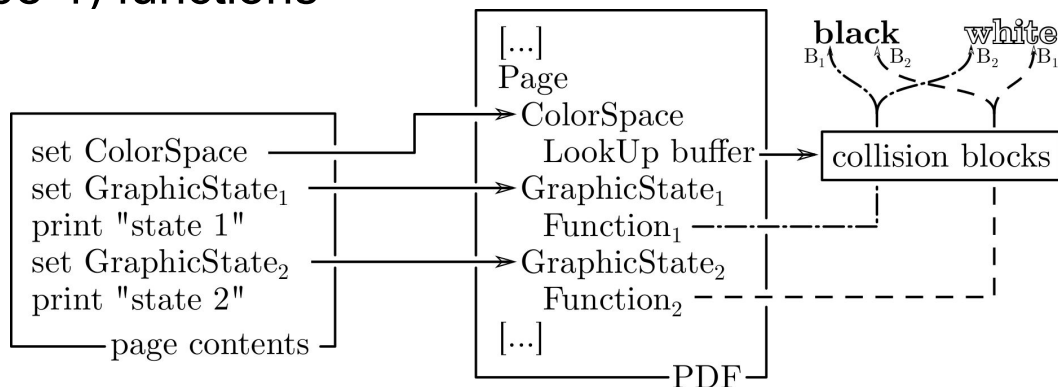 functions
set ColorSpace
set GraphicState₁
print "state 1"
set GraphicState₂
print "state 2"
page contents
[...]
Page
ColorSpace
LookUp buffer
GraphicState₁
Function₁
GraphicState₂
Function₂
[...]
PDF
black
white
B₁
B₂
B₂
B₁
collision blocks